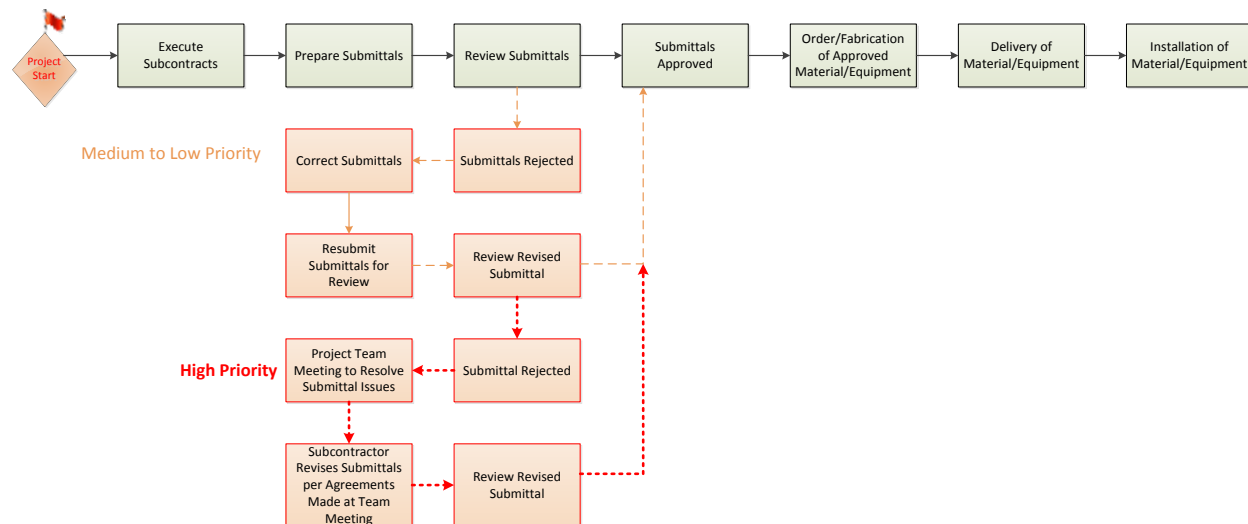 Project
Start
Execute
Subcontracts
Prepare Submittals
Review Submittals
Submittals
Approved
Order/Fabrication
of Approved
Material/Equipment
Delivery of
Material/Equipment
Installation of
Material/Equipment
Medium to Low Priority
Correct Submittals
Submittals Rejected
Resubmit
Submittals for
Review
Review Revised
Submittal
High Priority
Project Team
Meeting to Resolve
Submittal Issues
Submittal Rejected
Subcontractor
Revises Submittals
per Agreements
Made at Team
Meeting
Review Revised
Submittal